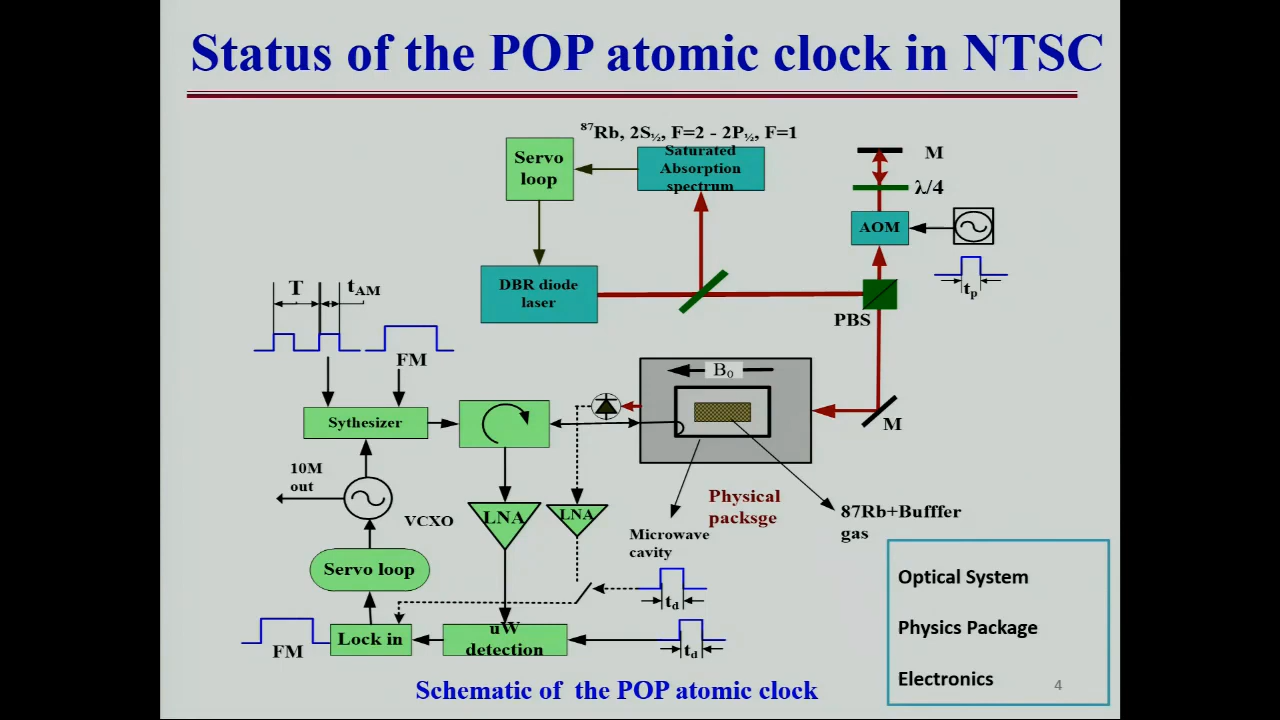 Status of the POP atomic clock in NTSC
87Rb, 2S½, F=2 - 2P½, F=1
Servo
loop
Saturated
Absorption
spectrum
M
λ/4
AOM
tp
DBR diode
laser
PBS
T
tAM
FM
B0
M
Sythesizer
10M
out
VCXO
LNA
LNA
Physical
packsge
Microwave
cavity
87Rb+Bufffer
gas
Servo loop
td
FM
Lock in
uW
detection
td
Optical System
Physics Package
Electronics
4
Schematic of the POP atomic clock